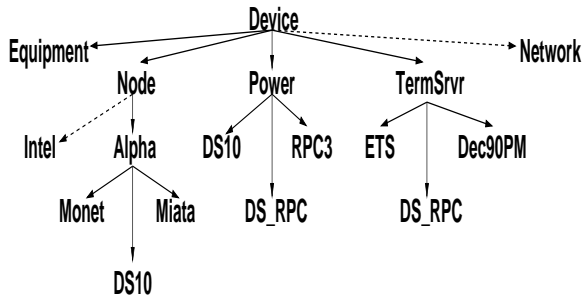 Device
Equipment Network
Node Power TermSrvr
Intel Alpha DS10 RPC3 ETS Dec90PM
Monet Miata DS_RPC DS_RPC
DS10